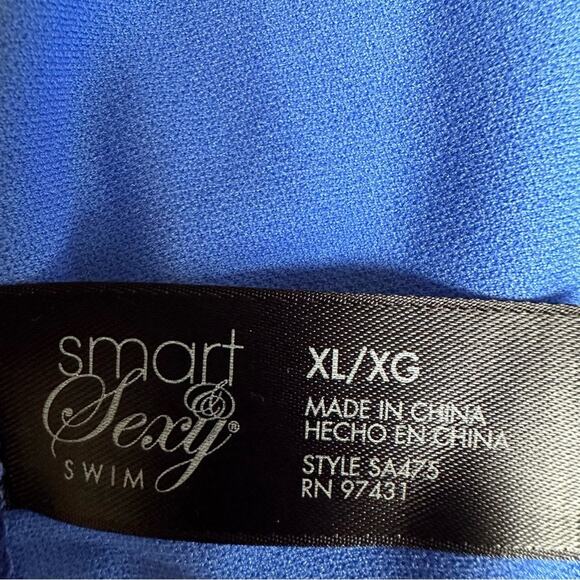 smart
&
Sexy®
SWIM
XL/XG
MADE IN CHINA
HECHO EN CHINA
STYLE SA475
RN 97431